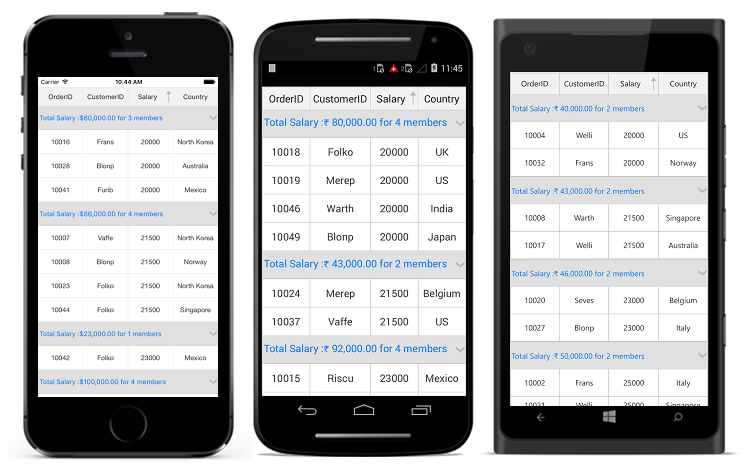 Carrier 10:44 AM
OrderID CustomerID Salary Country
Total Salary :$60,000.00 for 3 members
10016 Frans 20000 North Korea
10028 Blonp 20000 Australia
10041 Furib 20000 Mexico
Total Salary :$86,000.00 for 4 members
10007 Vaffe 21500 North Korea
10008 Blonp 21500 Norway
10023 Folko 21500 North Korea
10044 Folko 21500 Singapore
Total Salary :$23,000.00 for 1 members
10042 Folko 23000 Mexico
Total Salary :$100,000.00 for 4 members
1 2 11:45
OrderID CustomerID Salary Country
Total Salary :₹ 80,000.00 for 4 members
10018 Folko 20000 UK
10019 Merep 20000 US
10046 Warth 20000 India
10049 Blonp 20000 Japan
Total Salary :₹ 43,000.00 for 2 members
10024 Merep 21500 Belgium
10037 Vaffe 21500 US
Total Salary :₹ 92,000.00 for 4 members
10015 Riscu 23000 Mexico
OrderID CustomerID Salary Country
Total Salary :₹ 40,000.00 for 2 members
10004 Welli 20000 US
10032 Frans 20000 Norway
Total Salary :₹ 43,000.00 for 2 members
10008 Warth 21500 Singapore
10017 Welli 21500 Australia
Total Salary :₹ 46,000.00 for 2 members
10020 Seves 23000 Belgium
10027 Blonp 23000 Italy
Total Salary :₹ 50,000.00 for 2 members
10002 Frans 25000 Italy
10021 Welli 25000 Singapore